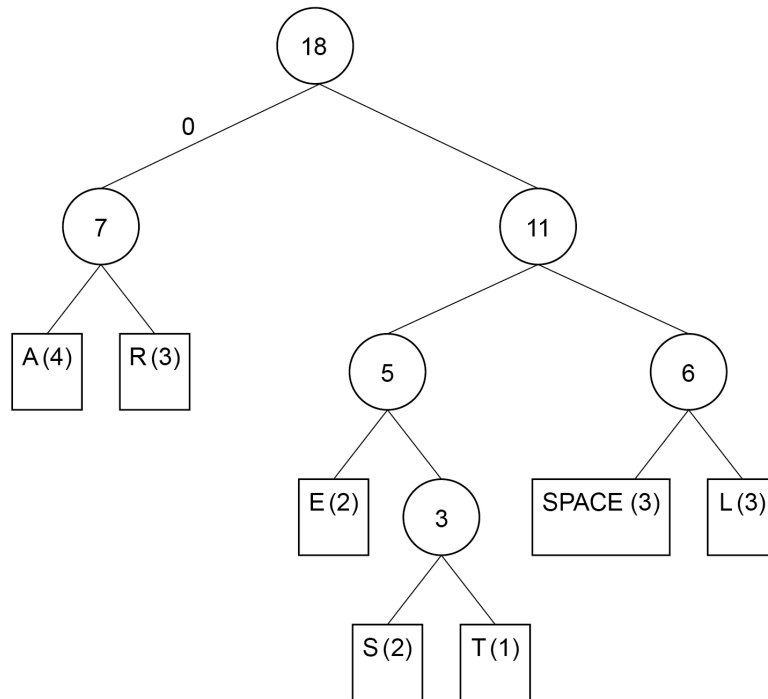 18
0
7
11
A (4)
R (3)
5
6
E (2)
3
SPACE (3)
L (3)
S (2)
T (1)